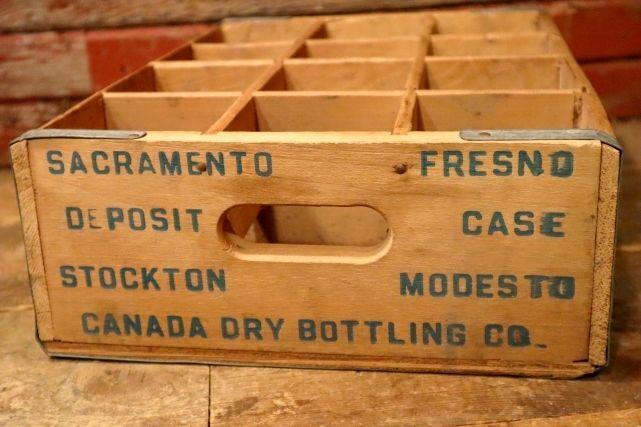 SACRAMENTO FRESNO
DEPOSIT CASE
STOCKTON MODESTO
CANADA DRY BOTTLING CO.